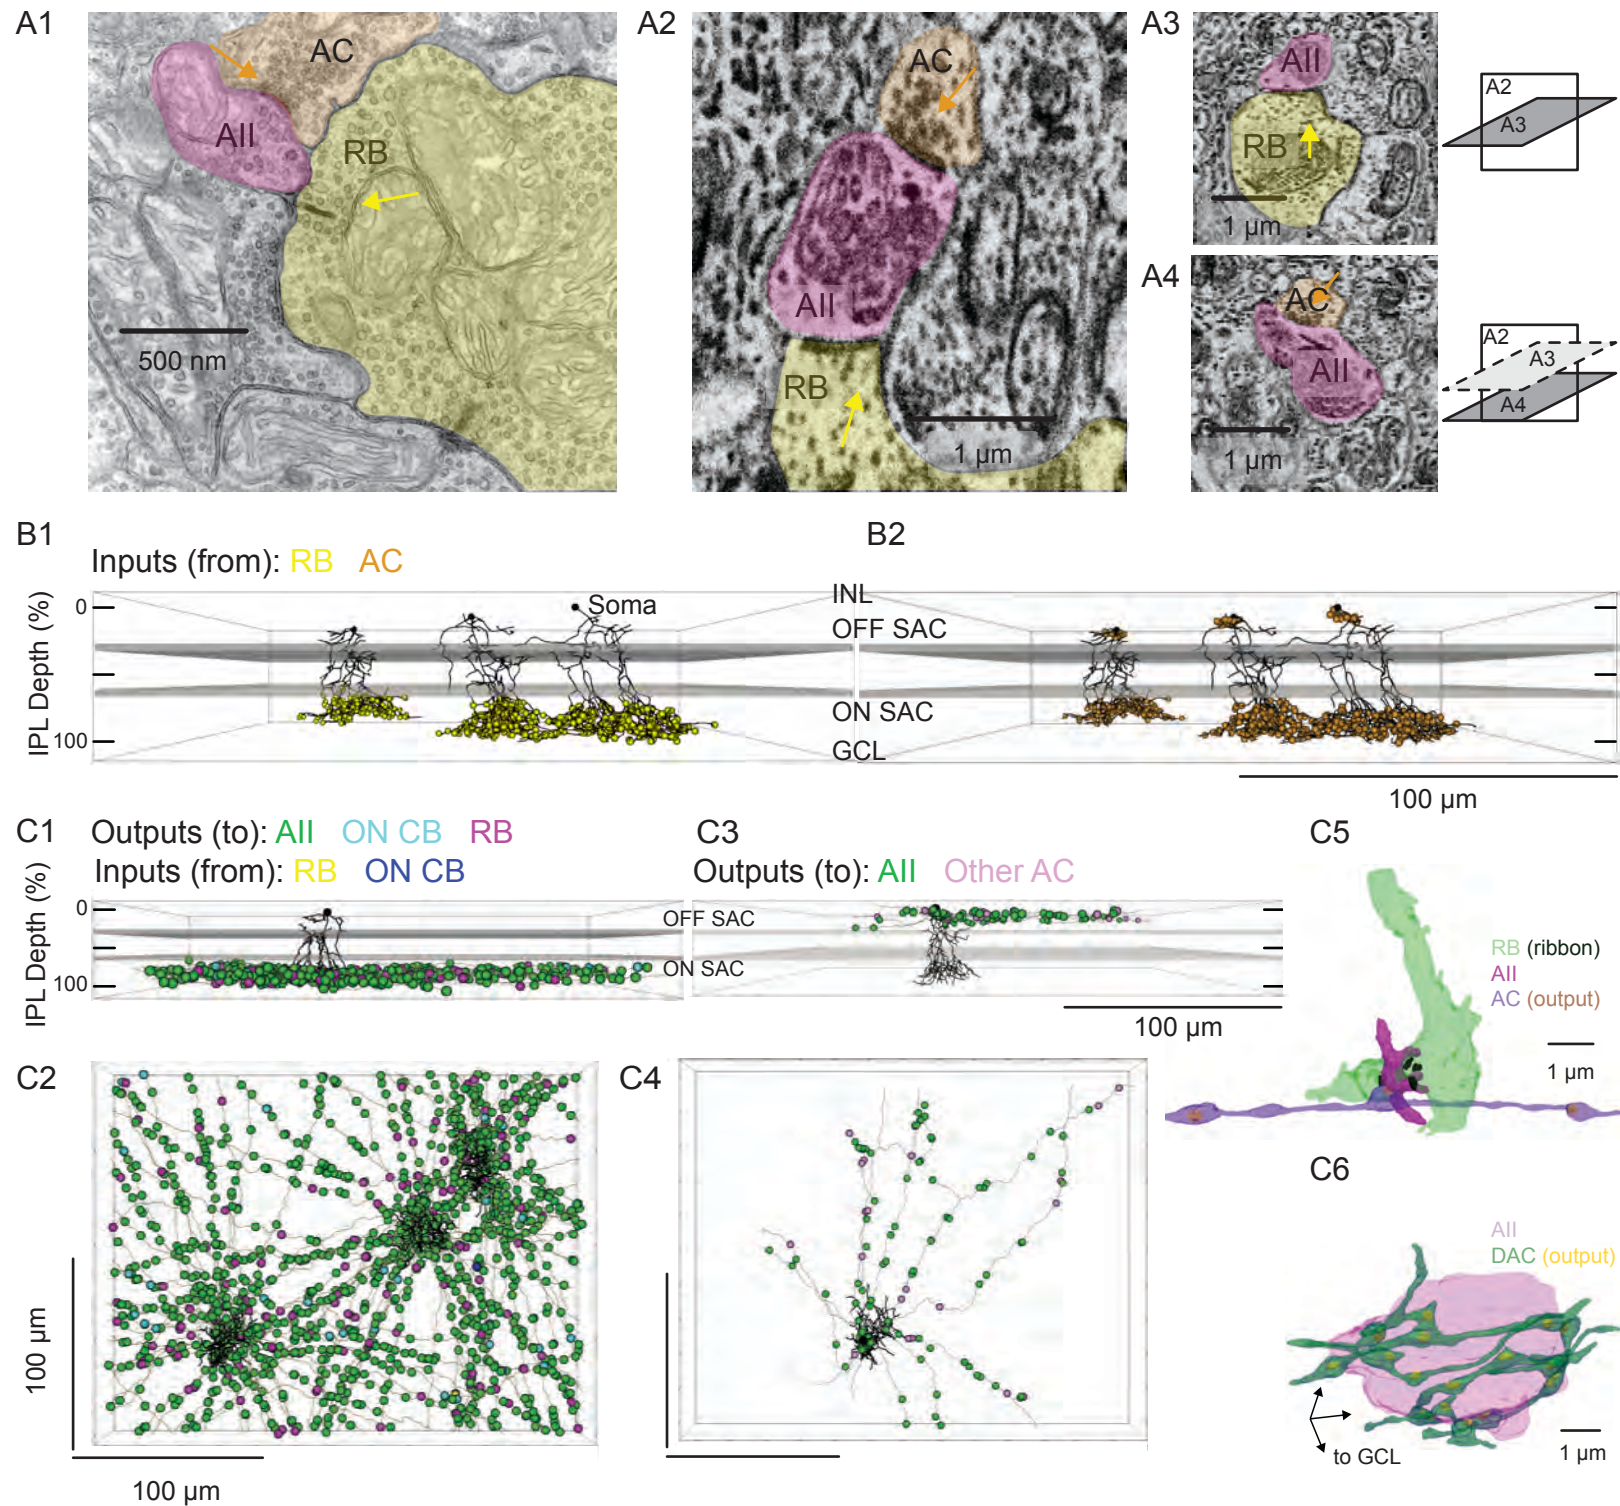 A1
AC
AII
RB
500 nm
A2
AC
AII
RB
1 µm
A3
AII
RB
1 µm
A2
A3
A4
AC
AII
1 µm
A2
A3
A4
B1
Inputs (from): RB AC
B2
IPL Depth (%)
0
100
Soma
INL
OFF SAC
ON SAC
GCL
100 µm
C1
Outputs (to): AII ON CB RB
Inputs (from): RB ON CB
IPL Depth (%)
0
100
OFF SAC
ON SAC
C3
Outputs (to): AII Other AC
100 µm
C5
RB (ribbon)
AII
AC (output)
1 µm
C2
100 µm
100 µm
C4
C6
AII
DAC (output)
to GCL
1 µm